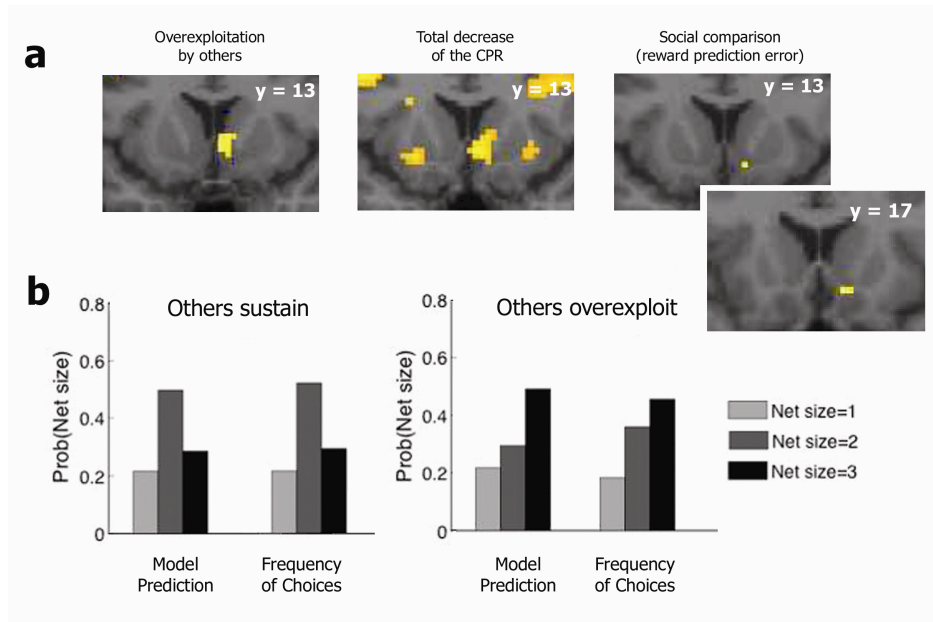 a
Overexploitation
by others
Total decrease
of the CPR
Social comparison
(reward prediction error)
y = 13
y = 13
y = 13
y = 17
b
Others sustain
Others overexploit
Prob(Net size)
0.8
0.6
0.4
0.2
0
Model
Prediction
Frequency
of Choices
Prob(Net size)
0.8
0.6
0.4
0.2
0
Model
Prediction
Frequency
of Choices
Net size=1
Net size=2
Net size=3